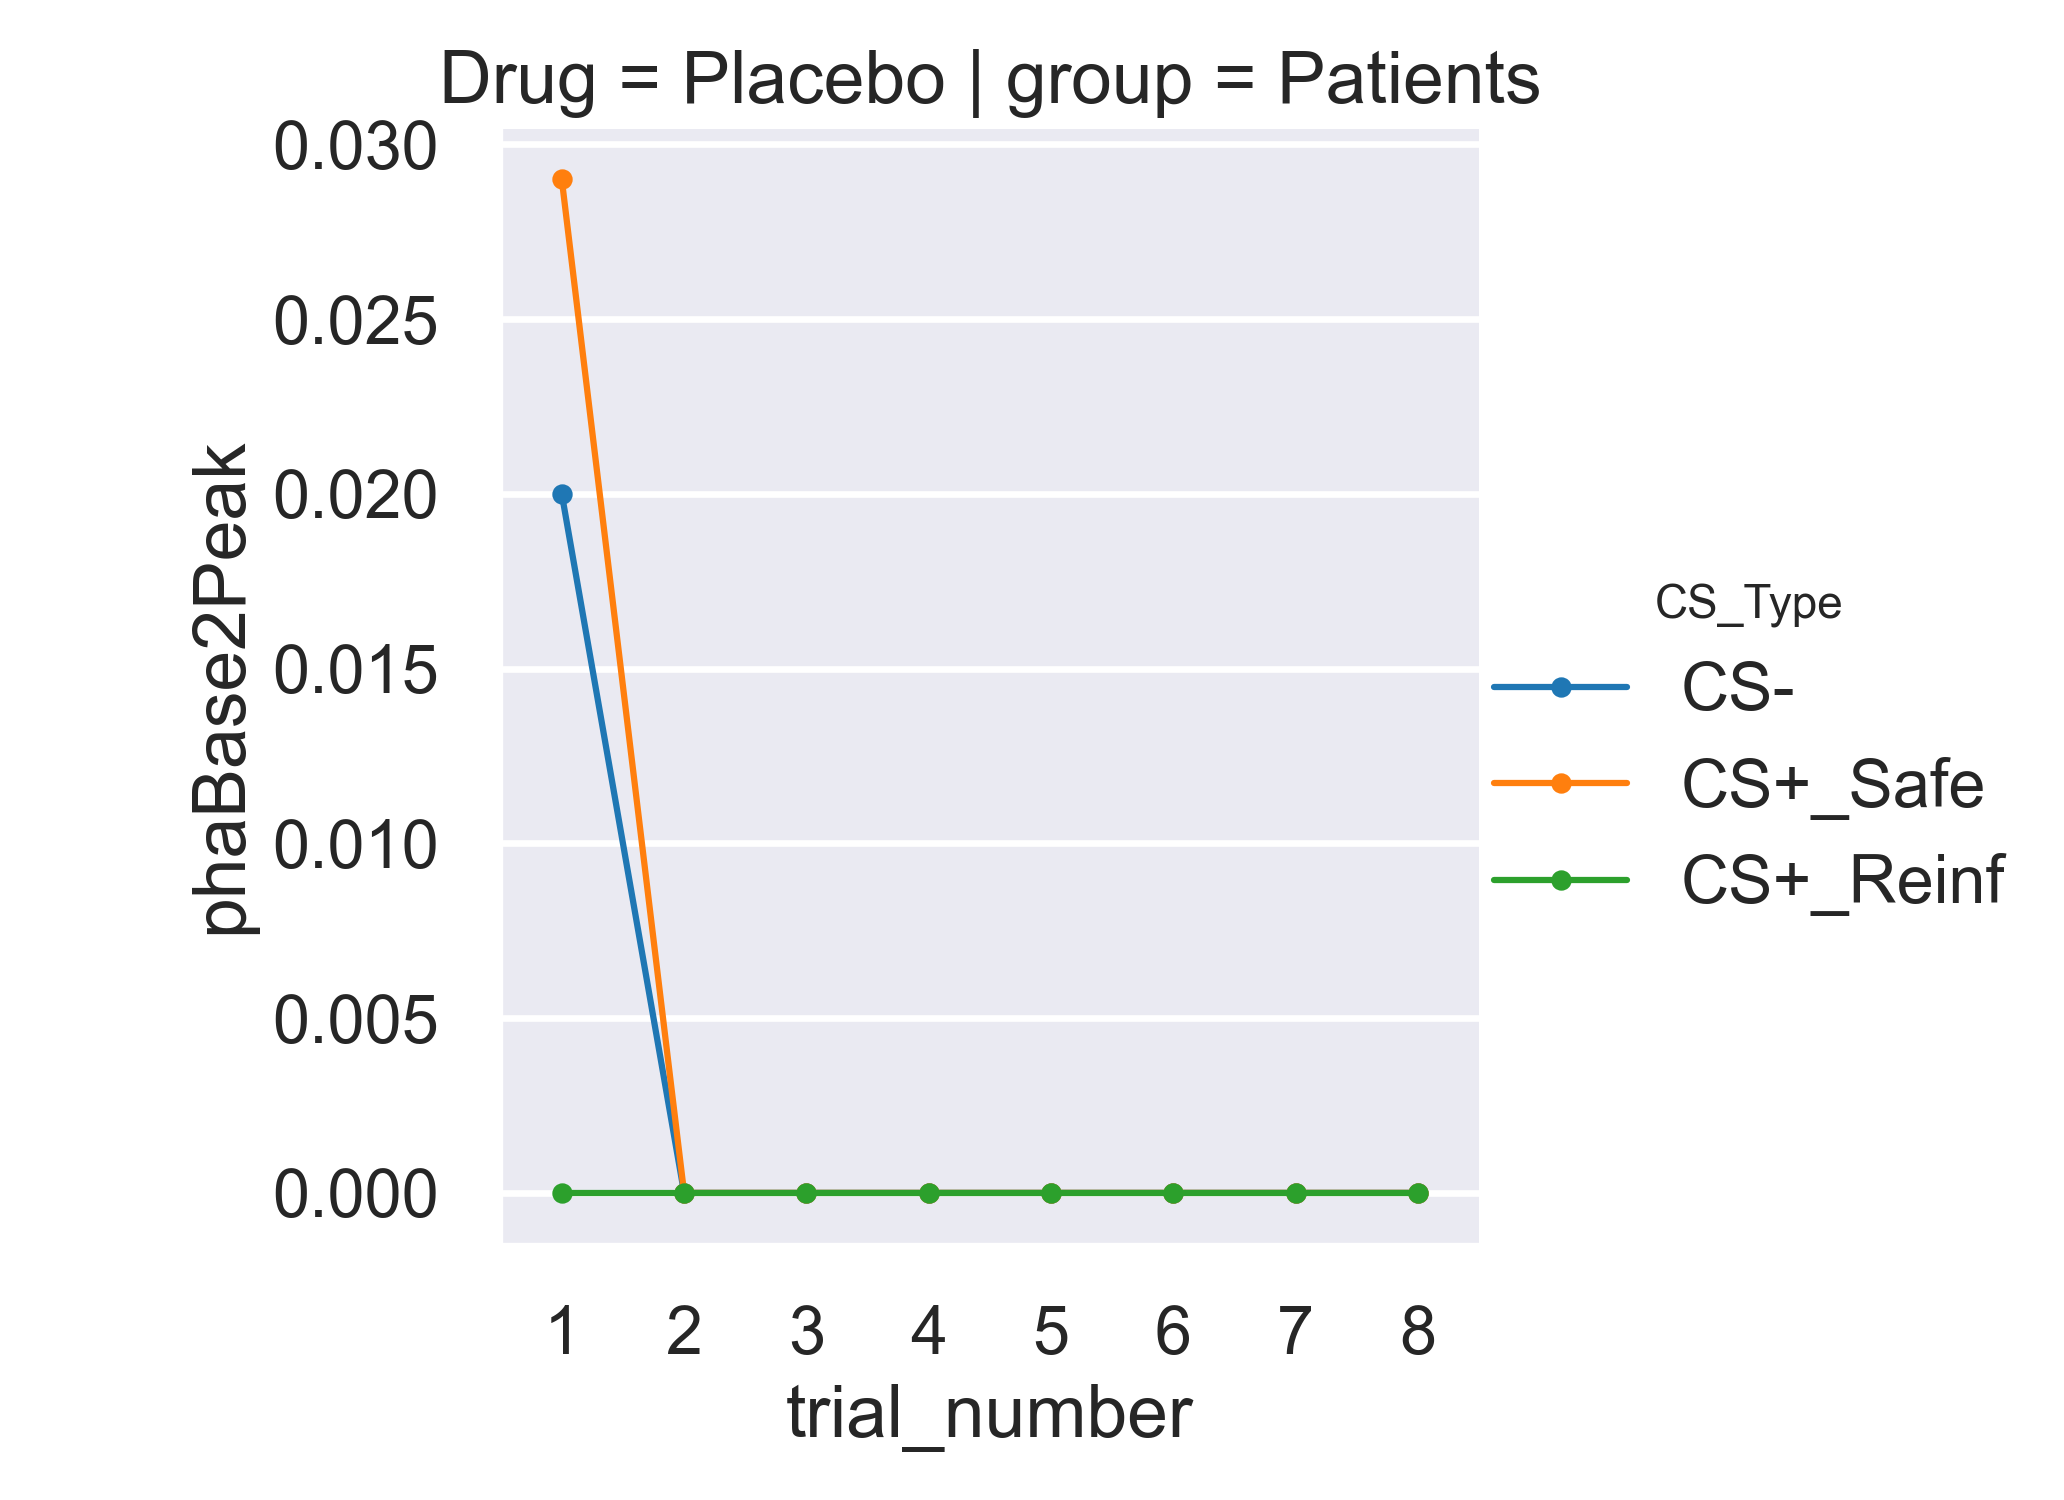 Drug = Placebo | group = Patients
0.030
0.025
0.020
0.015
0.010
0.005
0.000
phaBase2Peak
1 2 3 4 5 6 7 8
trial_number
CS_Type
CS-
CS+_Safe
CS+_Reinf